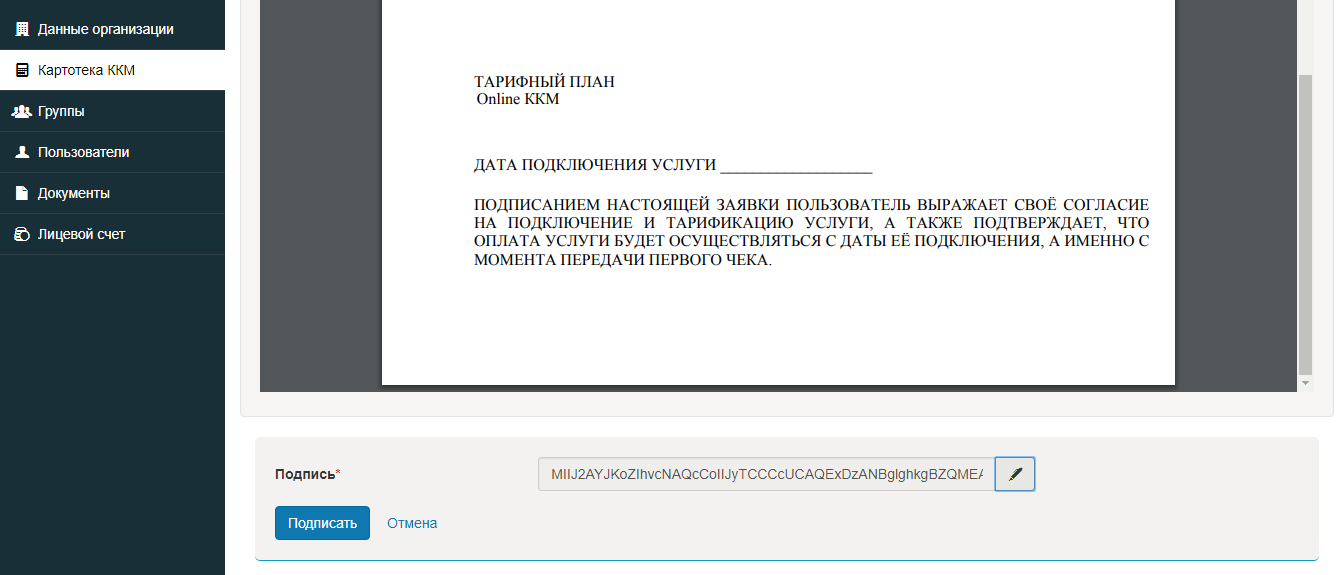 Данные организации
Картотека ККМ
Группы
Пользователи
Документы
Лицевой счет
ТАРИФНЫЙ ПЛАН
Online ККМ
ДАТА ПОДКЛЮЧЕНИЯ УСЛУГИ ___________________
ПОДПИСАНИЕМ НАСТОЯЩЕЙ ЗАЯВКИ ПОЛЬЗОВАТЕЛЬ ВЫРАЖАЕТ СВОЁ СОГЛАСИЕ
НА ПОДКЛЮЧЕНИЕ И ТАРИФИКАЦИЮ УСЛУГИ, А ТАКЖЕ ПОДТВЕРЖДАЕТ, ЧТО
ОПЛАТА УСЛУГИ БУДЕТ ОСУЩЕСТВЛЯТЬСЯ С ДАТЫ ЕЁ ПОДКЛЮЧЕНИЯ, А ИМЕННО С
МОМЕНТА ПЕРЕДАЧИ ПЕРВОГО ЧЕКА.
Подпись*
MIIJ2AYJKoZIhvcNAQcCoIIJyTCCCcUCAQExDzANBglghkgBZQMEA
Подписать Отмена